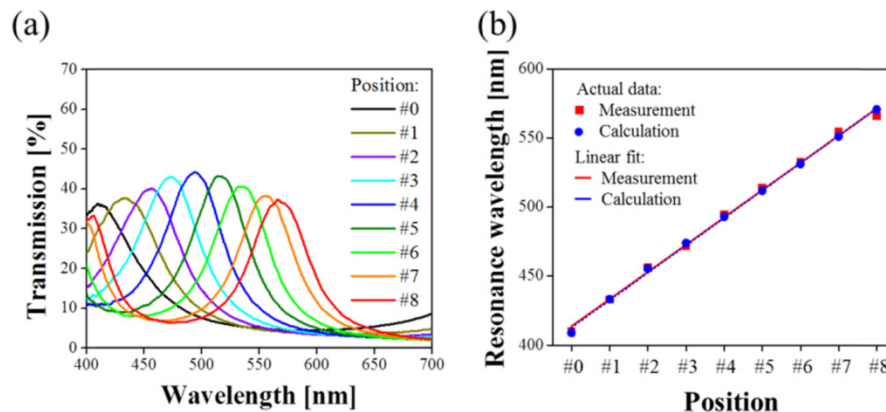 (a)
Transmission [%]
70
60
50
40
30
20
10
0
400
450
500
550
600
650
700
Wavelength [nm]
Position:
#0
#1
#2
#3
#4
#5
#6
#7
#8
(b)
Resonance wavelength [nm]
600
550
500
450
400
Actual data:
Measurement
Calculation
Linear fit:
Measurement
Calculation
#0
#1
#2
#3
#4
#5
#6
#7
#8
Position